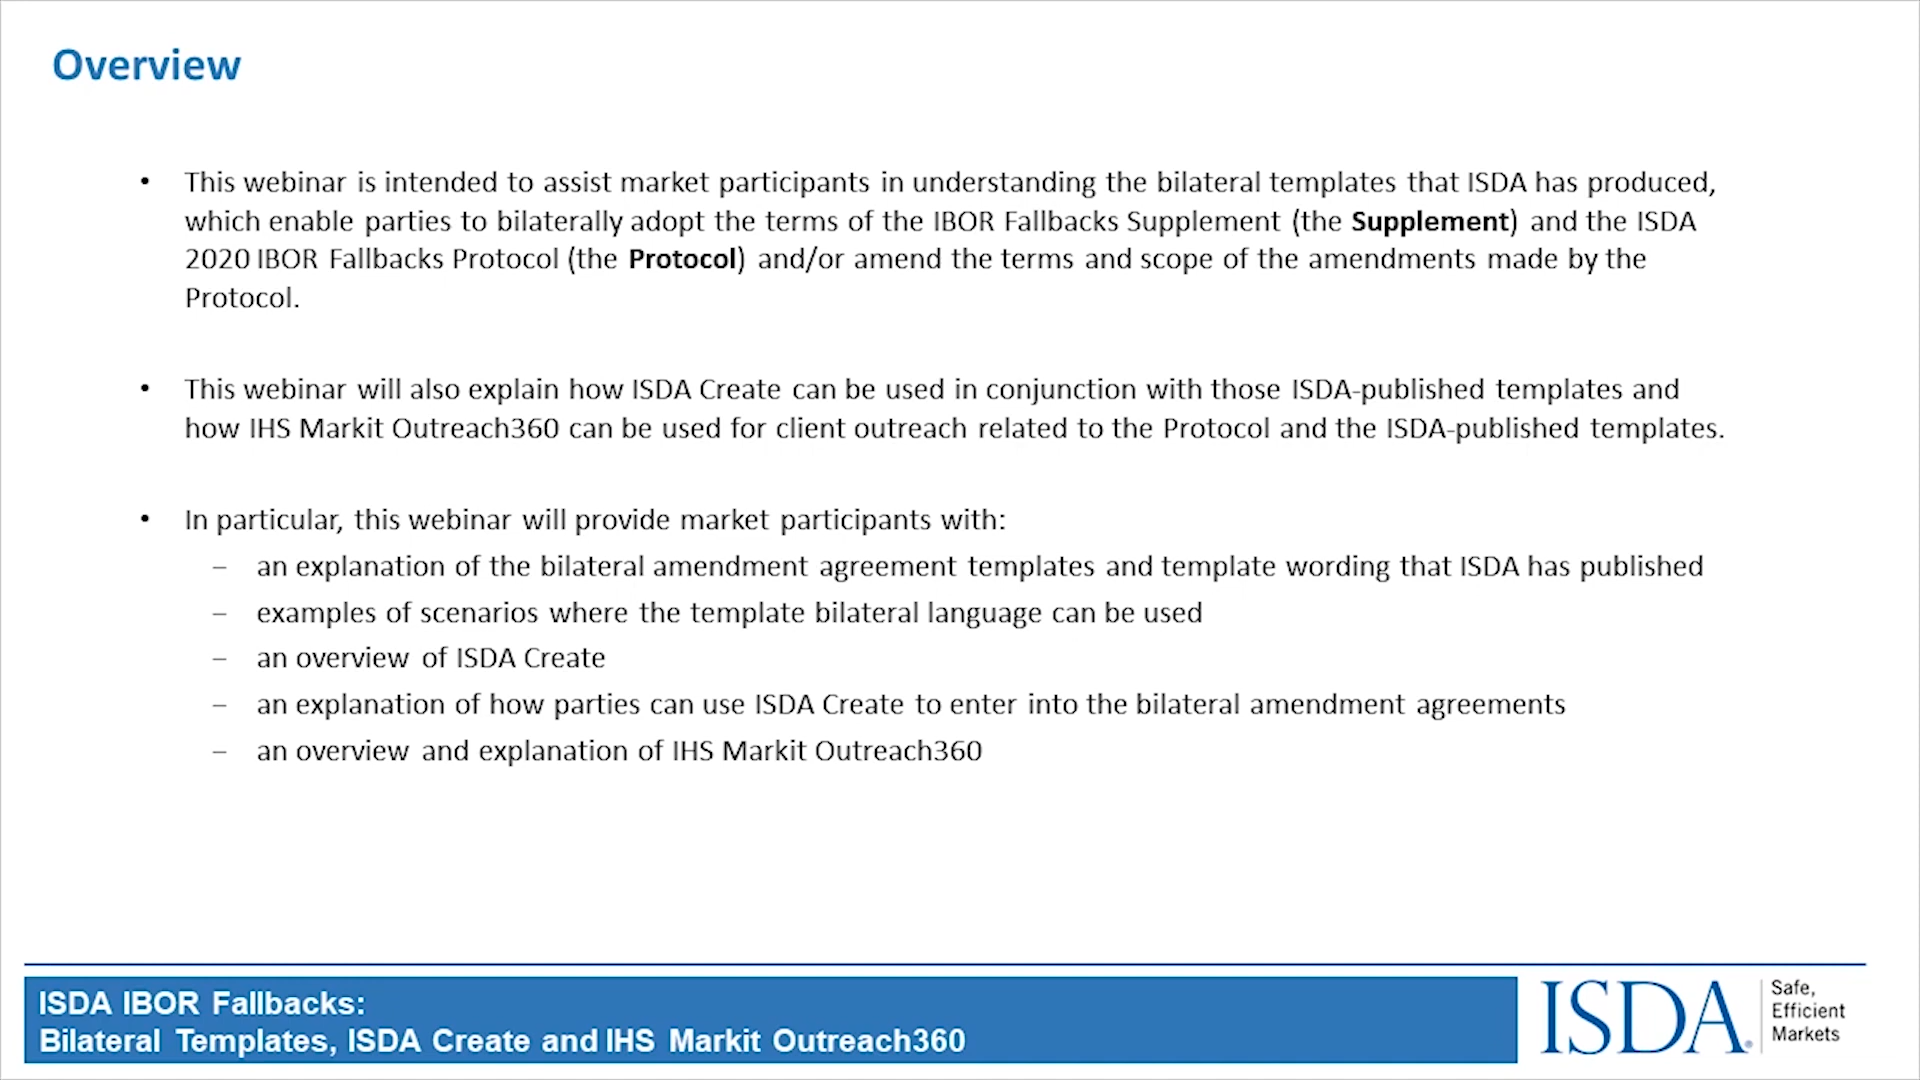 Overview
• This webinar is intended to assist market participants in understanding the bilateral templates that ISDA has produced,
which enable parties to bilaterally adopt the terms of the IBOR Fallbacks Supplement (the Supplement) and the ISDA
2020 IBOR Fallbacks Protocol (the Protocol) and/or amend the terms and scope of the amendments made by the
Protocol.
• This webinar will also explain how ISDA Create can be used in conjunction with those ISDA-published templates and
how IHS Markit Outreach360 can be used for client outreach related to the Protocol and the ISDA-published templates.
• In particular, this webinar will provide market participants with:
– an explanation of the bilateral amendment agreement templates and template wording that ISDA has published
– examples of scenarios where the template bilateral language can be used
– an overview of ISDA Create
– an explanation of how parties can use ISDA Create to enter into the bilateral amendment agreements
– an overview and explanation of IHS Markit Outreach360
ISDA IBOR Fallbacks:
Bilateral Templates, ISDA Create and IHS Markit Outreach360
ISDA®
Safe,
Efficient
Markets